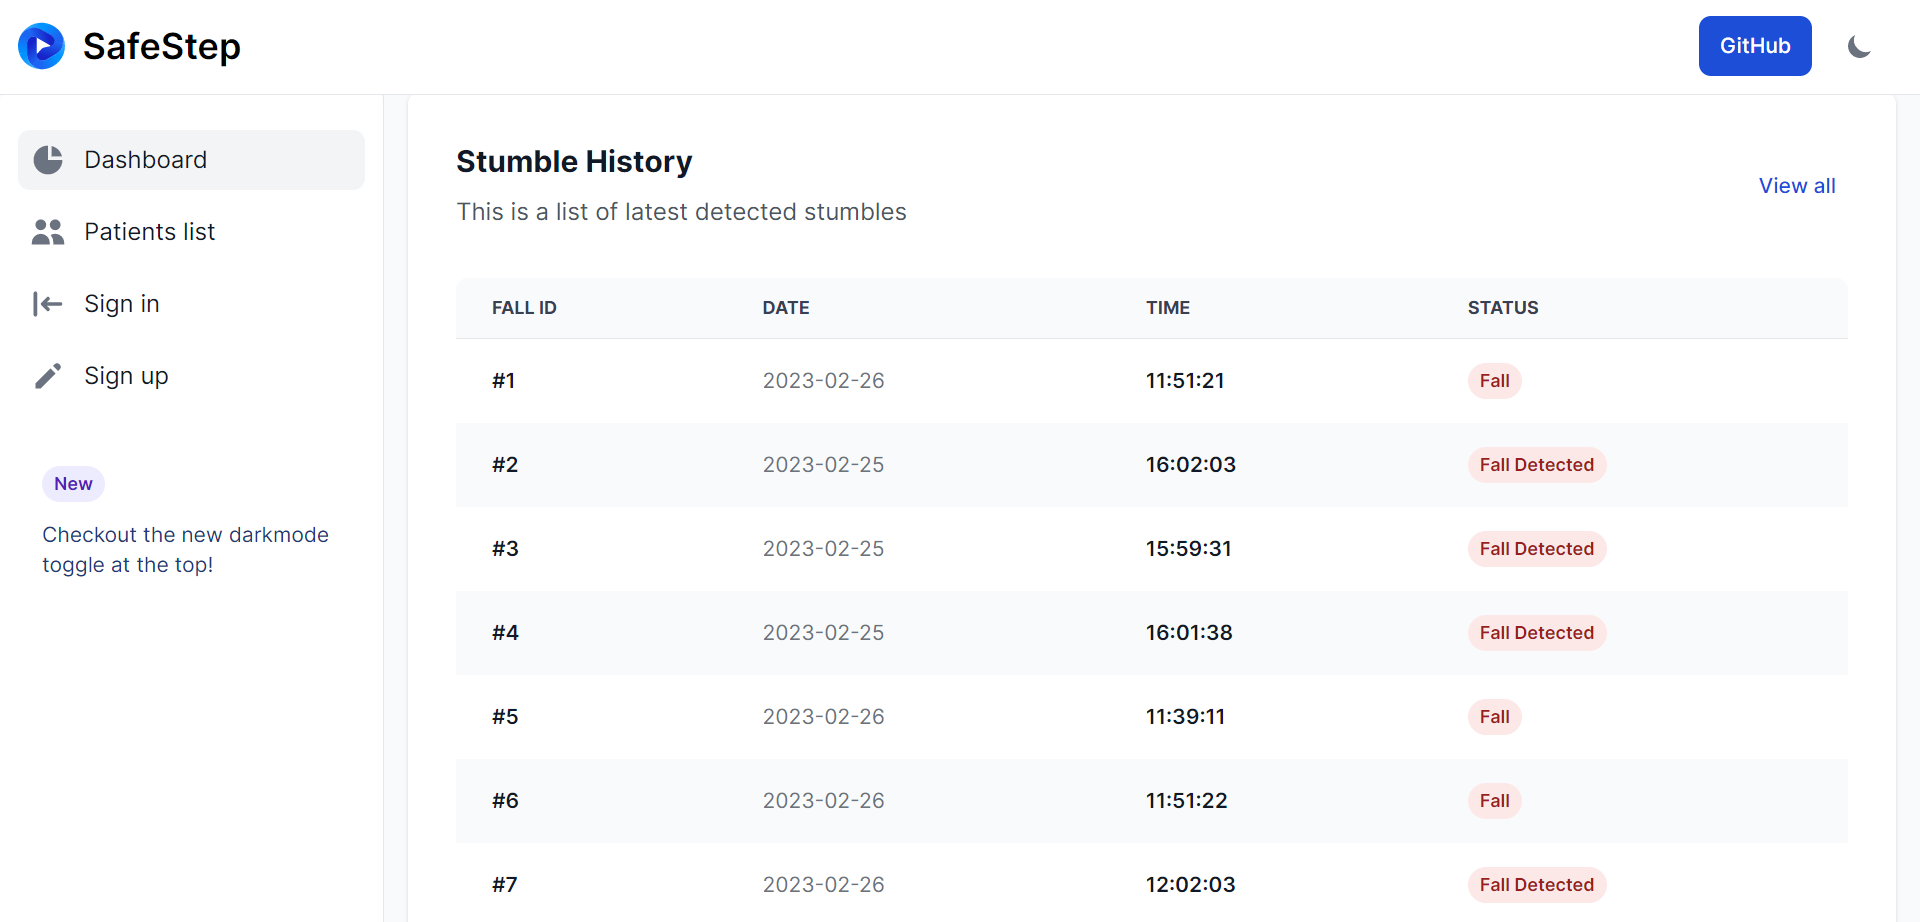 SafeStep
GitHub
Dashboard
Patients list
Sign in
Sign up
New
Checkout the new darkmode
toggle at the top!
Stumble History
This is a list of latest detected stumbles
View all
FALL ID DATE TIME STATUS
#1 2023-02-26 11:51:21 Fall
#2 2023-02-25 16:02:03 Fall Detected
#3 2023-02-25 15:59:31 Fall Detected
#4 2023-02-25 16:01:38 Fall Detected
#5 2023-02-26 11:39:11 Fall
#6 2023-02-26 11:51:22 Fall
#7 2023-02-26 12:02:03 Fall Detected